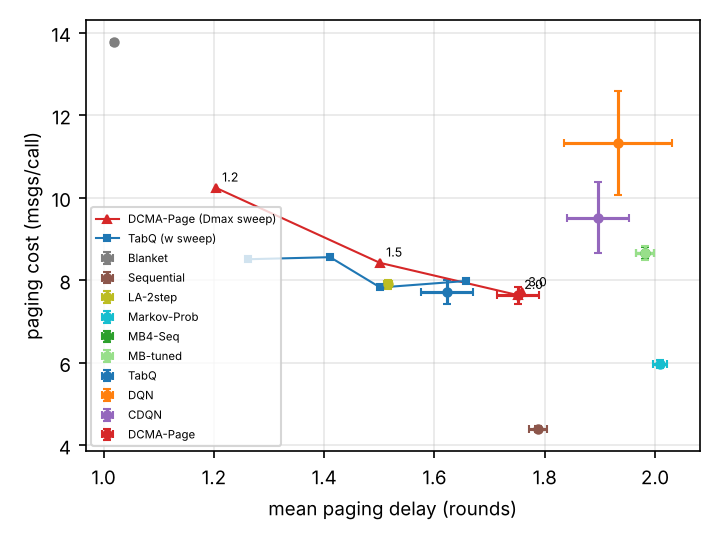 14
12
10
8
6
4
paging cost (msgs/call)
1.2
1.5
2.0
3.0
DCMA-Page (Dmax sweep)
TabQ (w sweep)
Blanket
Sequential
LA-2step
Markov-Prob
MB4-Seq
MB-tuned
TabQ
DQN
CDQN
DCMA-Page
1.0
1.2
1.4
1.6
1.8
2.0
mean paging delay (rounds)